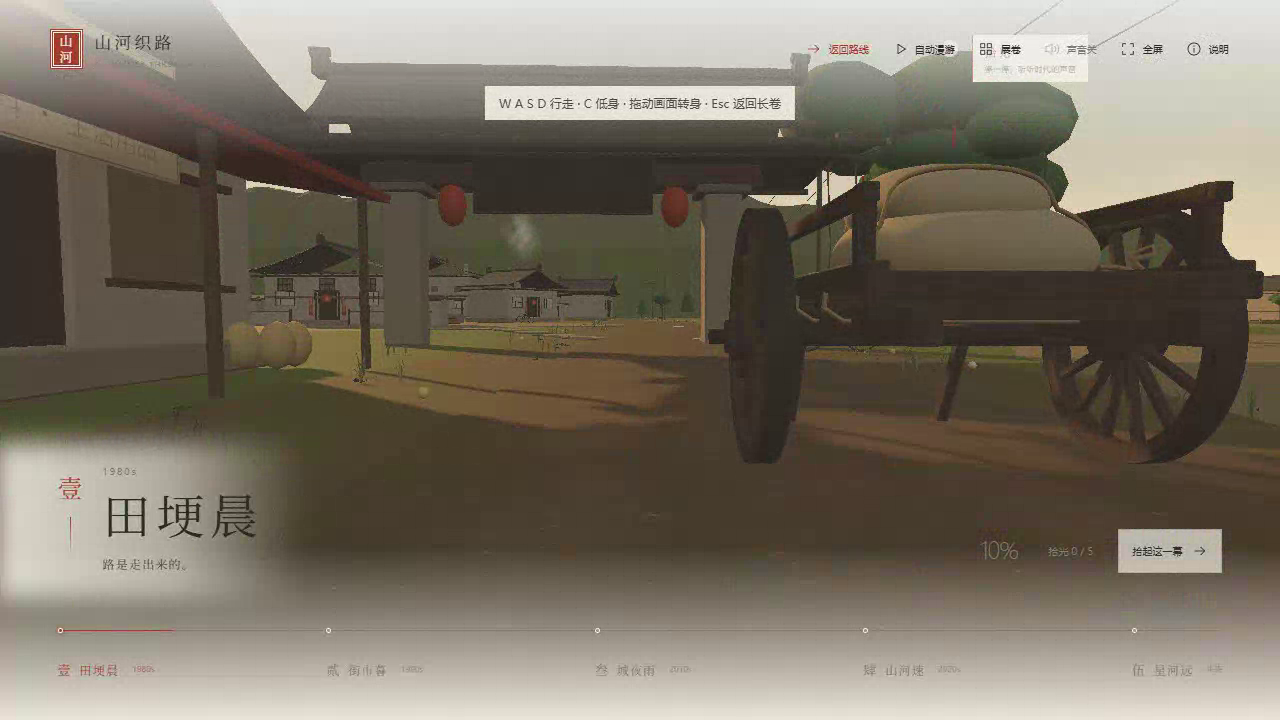 山河
山河织路
返回路线
自动漫游
展卷
声音关
全屏
说明
W A S D 行走 · C 低身 · 拖动画面转身 · Esc 返回长卷
壹
1980s
田埂晨
路是走出来的。
10%
拾光 0 / 5
拾起这一幕
壹 田埂晨 1980s
贰 街市暮
叁 城夜雨 2010s
肆 山河速 2020s
伍 星河远